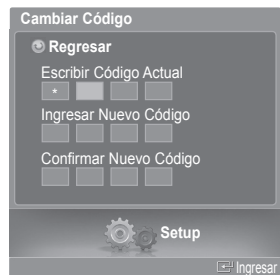 Cambiar Código
Regresar
Escribir Código Actual
*
Ingresar Nuevo Código
Confirmar Nuevo Código
Setup
Ingresar